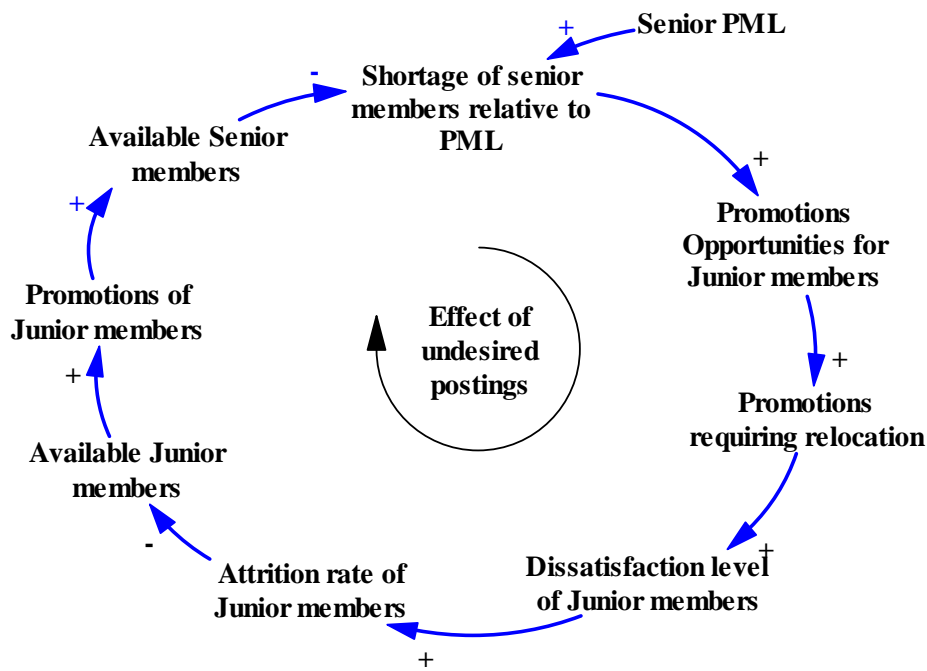 Senior PML
+
Shortage of senior
members relative to
PML
-
Available Senior
members
+
Promotions
Opportunities for
Junior members
+
Promotions of
Junior members
+
Effect of
undesired
postings
+
Promotions
requiring relocation
+
Available Junior
members
-
Attrition rate of
Junior members
+
Dissatisfaction level
of Junior members
+